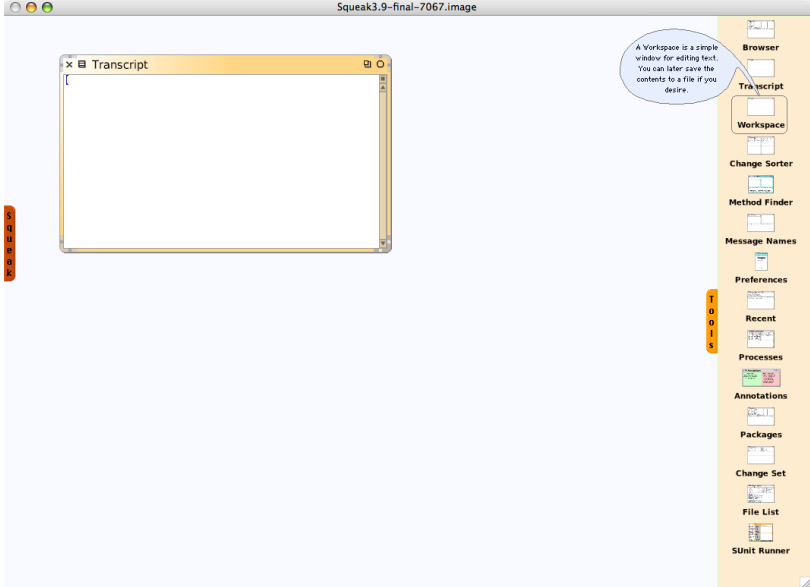 Squeak3.9-final-7067.image
Transcript
Squeak
A Workspace is a simple
window for editing text.
You can later save the
contents to a file if you
desire.
Tools
Browser
Transcript
Workspace
Change Sorter
Method Finder
Message Names
Preferences
Recent
Processes
Annotations
Packages
Change Set
File List
SUnit Runner